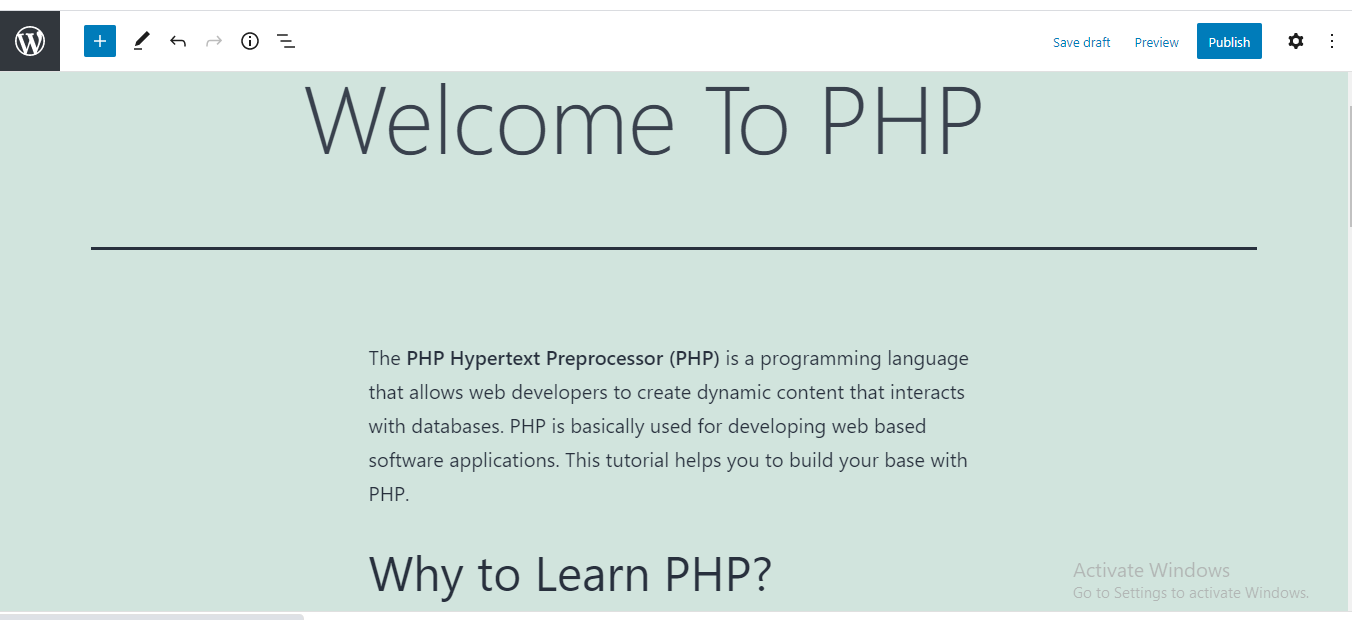 Save draft Preview Publish
Welcome To PHP
The PHP Hypertext Preprocessor (PHP) is a programming language
that allows web developers to create dynamic content that interacts
with databases. PHP is basically used for developing web based
software applications. This tutorial helps you to build your base with
PHP.
Why to Learn PHP?
Activate Windows
Go to Settings to activate Windows.